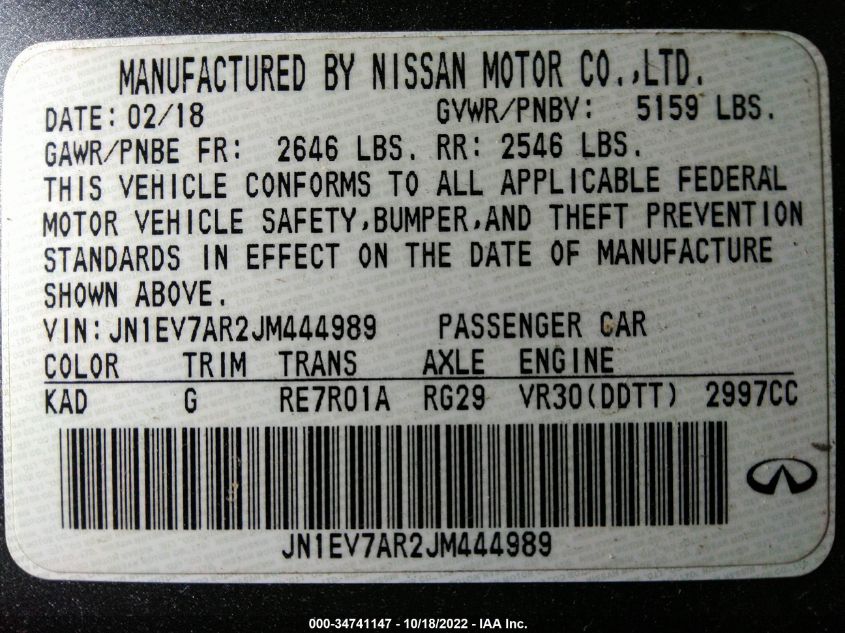 MANUFACTURED BY NISSAN MOTOR CO.,LTD.
DATE: 02/18 GVWR/PNBV: 5159 LBS.
GAWR/PNBE FR: 2646 LBS. RR: 2546 LBS.
THIS VEHICLE CONFORMS TO ALL APPLICABLE FEDERAL
MOTOR VEHICLE SAFETY,BUMPER,AND THEFT PREVENTION
STANDARDS IN EFFECT ON THE DATE OF MANUFACTURE
SHOWN ABOVE.
VIN:JN1EV7AR2JM444989 PASSENGER CAR
COLOR TRIM TRANS AXLE ENGINE
KAD G RE7R01A RG29 VR30(DDTT) 2997CC
JN1EV7AR2JM444989
000-34741147 - 10/18/2022 - IAA Inc.